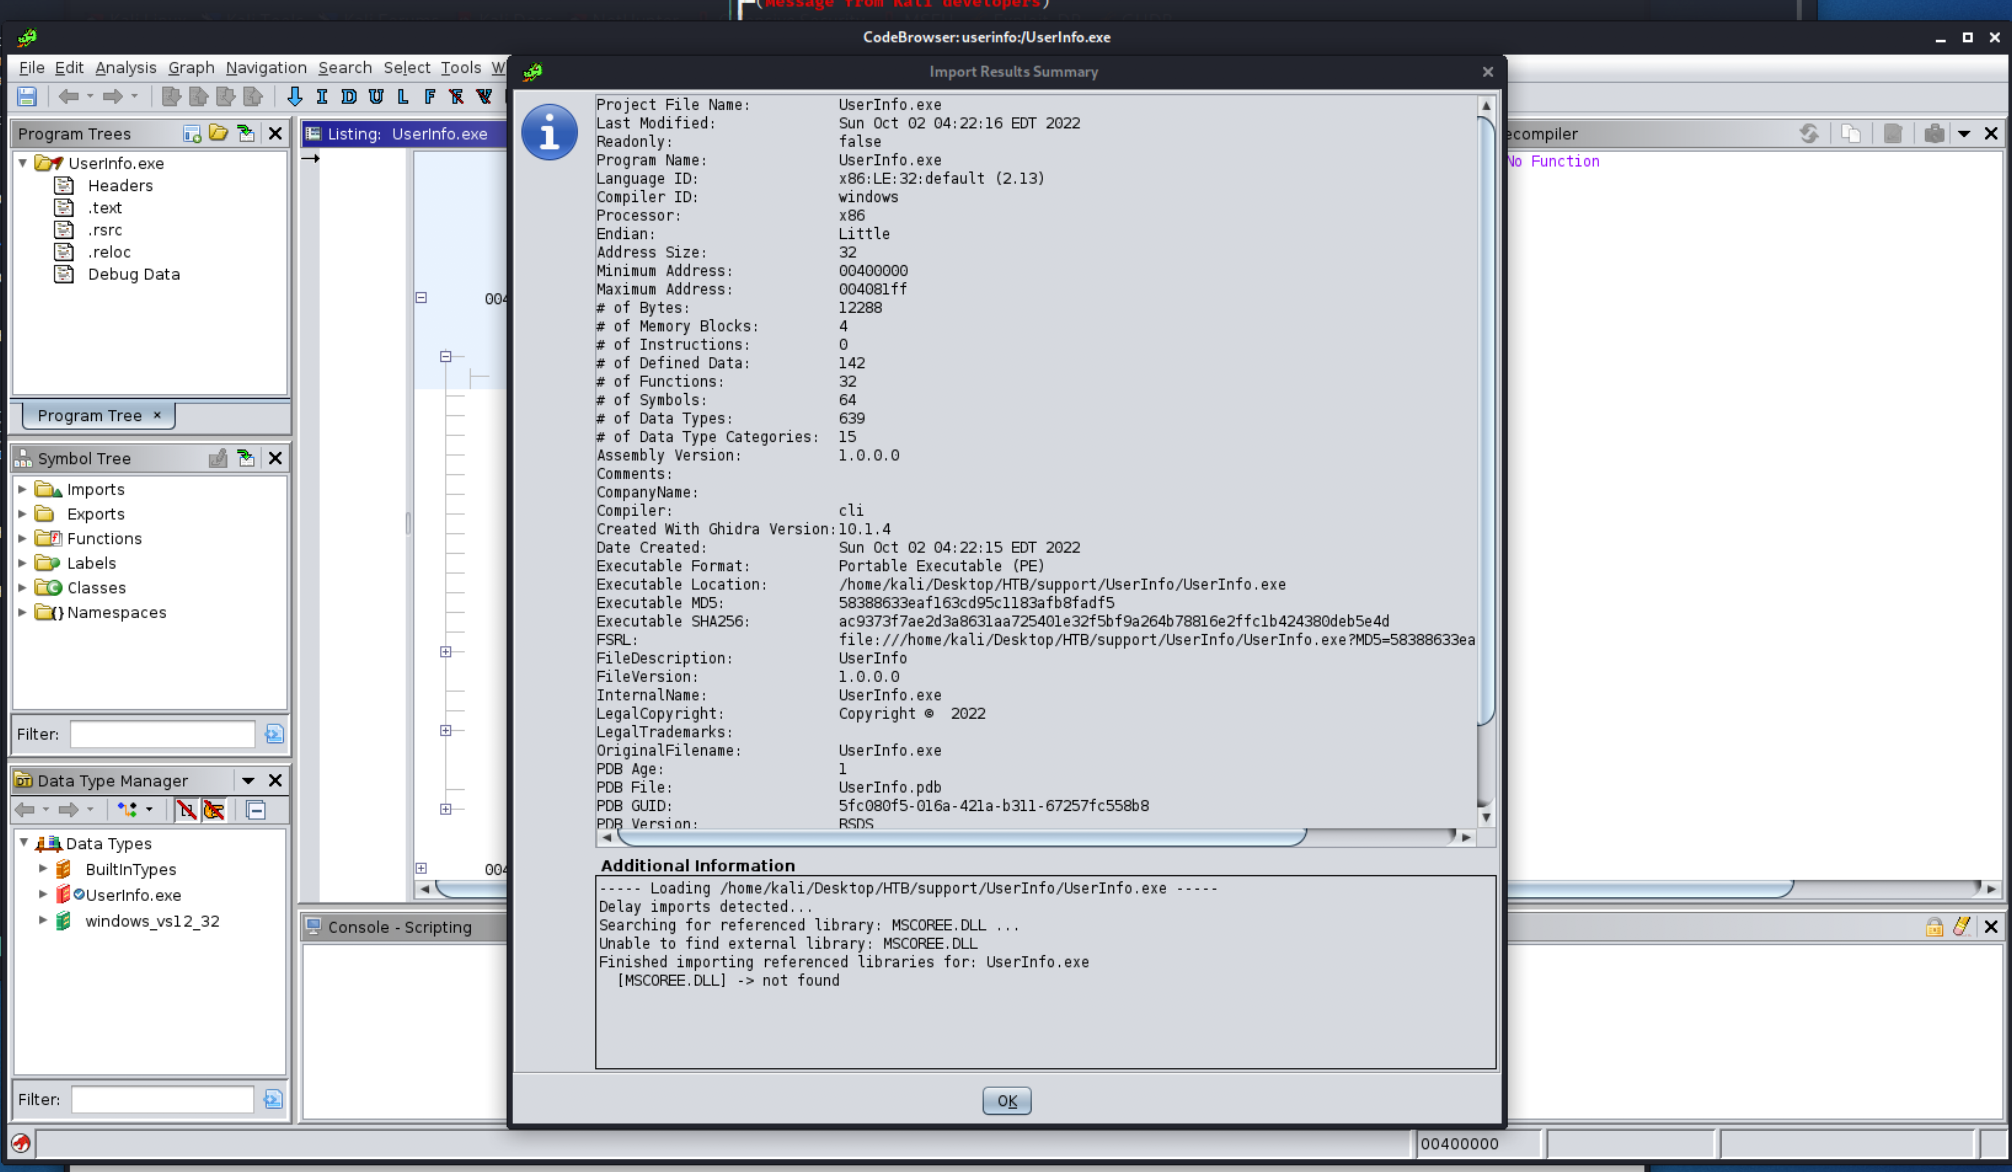 (Message from Kali developers)
CodeBrowser: userinfo:/UserInfo.exe
File Edit Analysis Graph Navigation Search Select Tools W
I D U L F
Program Trees
UserInfo.exe
Headers
.text
.rsrc
.reloc
Debug Data
Program Tree ×
Symbol Tree
Imports
Exports
Functions
Labels
Classes
Namespaces
Filter:
Data Type Manager
Data Types
BuiltInTypes
UserInfo.exe
windows_vs12_32
Filter:
Listing: UserInfo.exe
004
004
Console - Scripting
Import Results Summary
Project File Name: UserInfo.exe
Last Modified: Sun Oct 02 04:22:16 EDT 2022
Readonly: false
Program Name: UserInfo.exe
Language ID: x86:LE:32:default (2.13)
Compiler ID: windows
Processor: x86
Endian: Little
Address Size: 32
Minimum Address: 00400000
Maximum Address: 004081ff
# of Bytes: 12288
# of Memory Blocks: 4
# of Instructions: 0
# of Defined Data: 142
# of Functions: 32
# of Symbols: 64
# of Data Types: 639
# of Data Type Categories: 15
Assembly Version: 1.0.0.0
Comments:
CompanyName:
Compiler: cli
Created With Ghidra Version: 10.1.4
Date Created: Sun Oct 02 04:22:15 EDT 2022
Executable Format: Portable Executable (PE)
Executable Location: /home/kali/Desktop/HTB/support/UserInfo/UserInfo.exe
Executable MD5: 58388633eaf163cd95c1183afb8fadf5
Executable SHA256: ac9373f7ae2d3a8631aa725401e32f5bf9a264b78816e2ffc1b424380deb5e4d
FSRL: file:///home/kali/Desktop/HTB/support/UserInfo/UserInfo.exe?MD5=58388633ea
FileDescription: UserInfo
FileVersion: 1.0.0.0
InternalName: UserInfo.exe
LegalCopyright: Copyright © 2022
LegalTrademarks:
OriginalFilename: UserInfo.exe
PDB Age: 1
PDB File: UserInfo.pdb
PDB GUID: 5fc080f5-016a-421a-b311-67257fc558b8
PDB Version: RSDS
Additional Information
----- Loading /home/kali/Desktop/HTB/support/UserInfo/UserInfo.exe -----
Delay imports detected...
Searching for referenced library: MSCOREE.DLL ...
Unable to find external library: MSCOREE.DLL
Finished importing referenced libraries for: UserInfo.exe
[MSCOREE.DLL] -> not found
OK
ecompiler
No Function
00400000